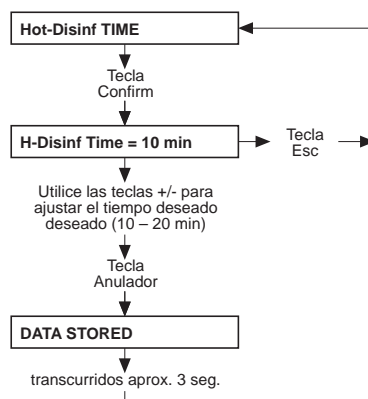 Hot-Disinf TIME
Tecla
Confirm
H-Disinf Time = 10 min
Tecla
Esc
Utilice las teclas +/- para
ajustar el tiempo deseado
deseado (10 – 20 min)
Tecla
Anulador
DATA STORED
transcurridos aprox. 3 seg.